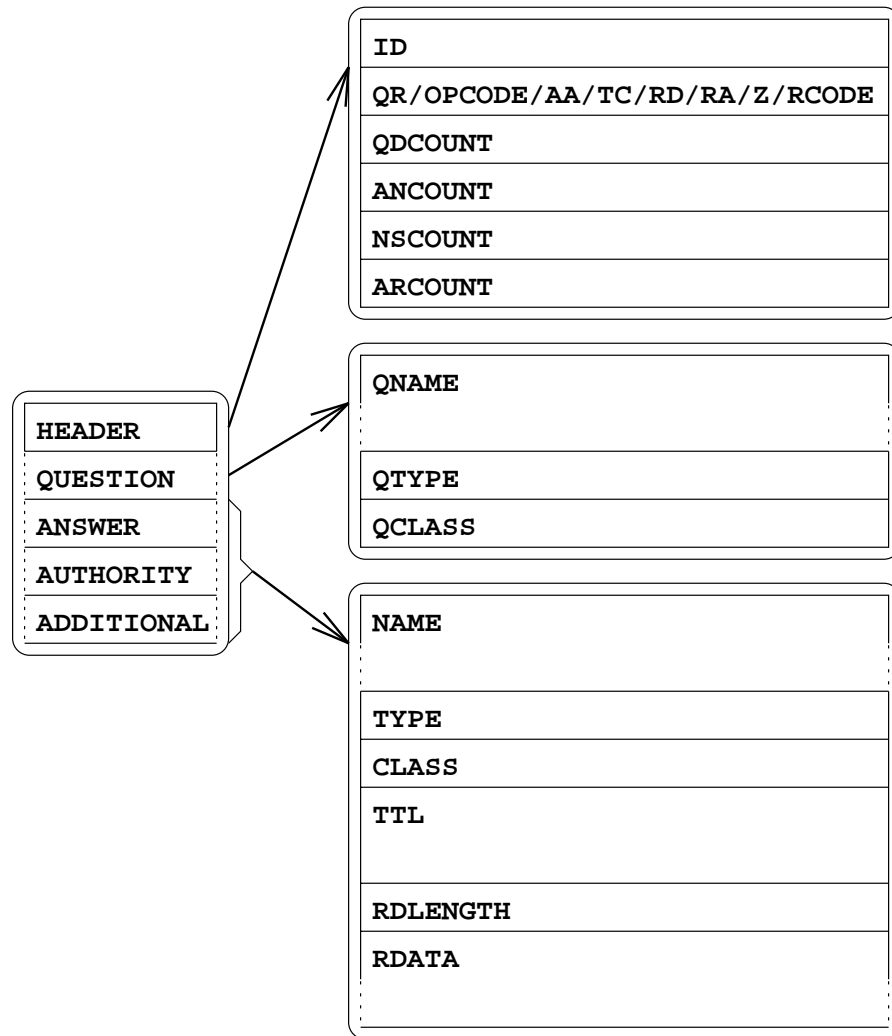 HEADER
QUESTION
ANSWER
AUTHORITY
ADDITIONAL
ID
QR/OPCODE/AA/TC/RD/RA/Z/RCODE
QDCOUNT
ANCOUNT
NSCOUNT
ARCOUNT
QNAME
QTYPE
QCLASS
NAME
TYPE
CLASS
TTL
RDLENGTH
RDATA